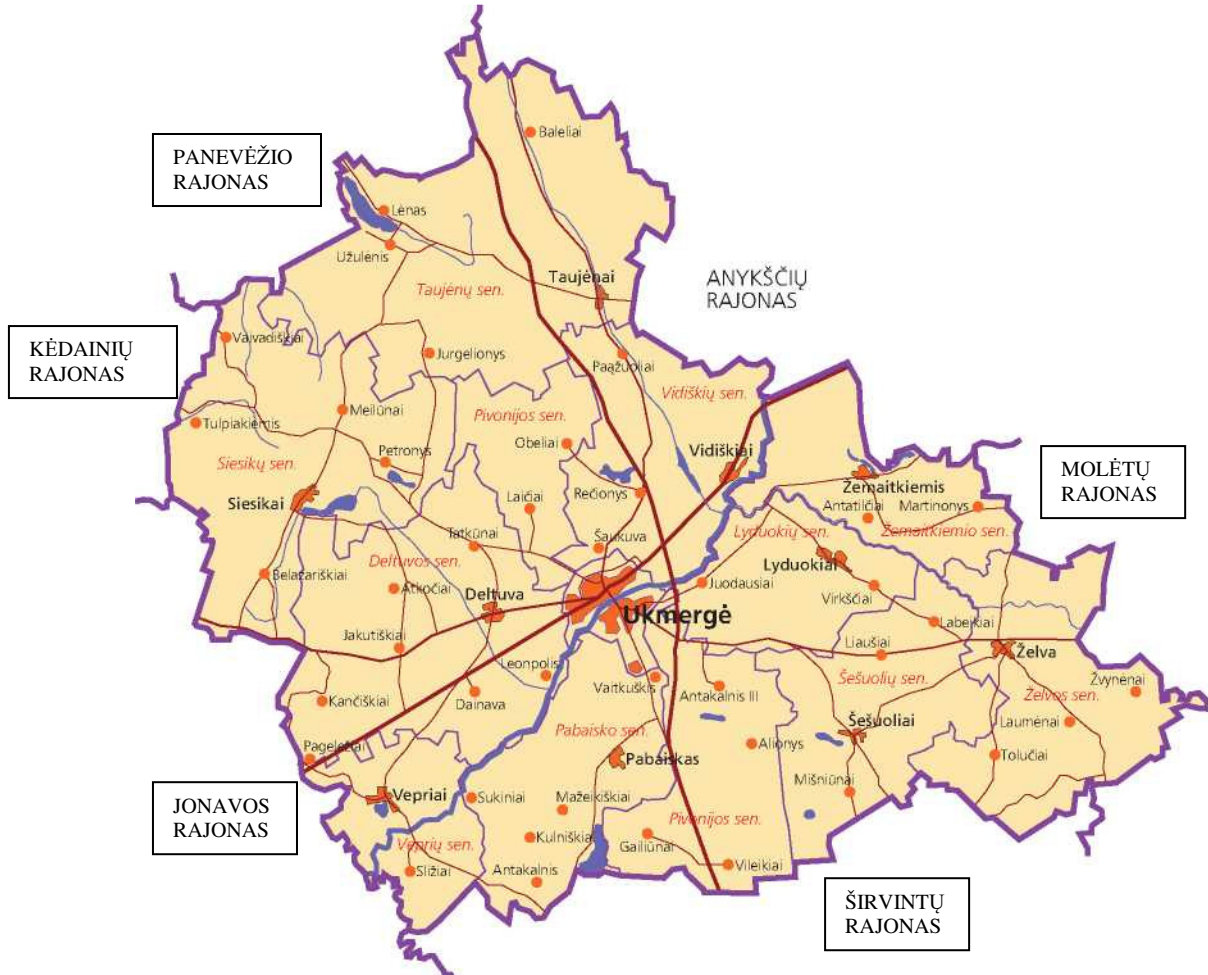 Baleliai
PANEVĖŽIO
RAJONAS
Lėnas
Užulėnis
Taujėnai
ANYKŠČIŲ
RAJONAS
Taujėnų sen.
KĖDAINIŲ
RAJONAS
Vaivadiškiai
Jurgelionys
Paąžuoliai
Vidiškių sen.
Meilūnai
Pivonijos sen.
Tulpiakiemis
Obeliai
Petronys
Siesikų sen.
Vidiškiai
MOLĖTŲ
RAJONAS
Žemaitkiemis
Siesikai
Laičiai
Rečionys
Antatilčiai
Martinonys
Lyduokių sen.
Žemaitkiemio sen.
Tatkūnai
Šaukuva
Deltuvos sen.
Lyduokiai
Belazariškiai
Atkočiai
Juodausiai
Deltuva
Virkščiai
Ukmergė
Labeikiai
Jakutiškiai
Liaušiai
Želva
Leonpolis
Šešuolių sen.
Žvynėnai
Vaitkuškis
Antakalnis III
Želvos sen.
Kančiškiai
Dainava
Šešuoliai
Laumėnai
Pabaisko sen.
Pageležiai
Alionys
Tolučiai
Pabaiskas
Mišniūnai
JONAVOS
RAJONAS
Vepriai
Sukiniai
Mažeikiškiai
Pivonijos sen.
Veprių sen.
Kulniškiai
Gailiūnai
Sližiai
Antakalnis
Vileikiai
ŠIRVINTŲ
RAJONAS